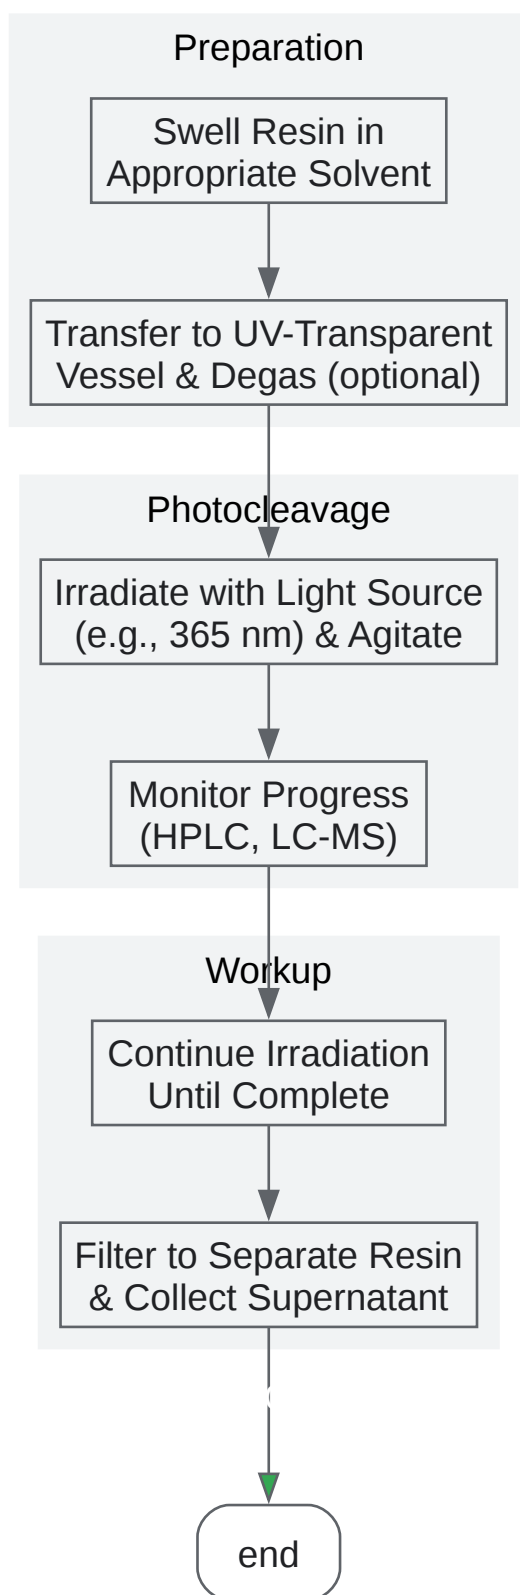 Preparation
Swell Resin in
Appropriate Solvent
Transfer to UV-Transparent
Vessel & Degas (optional)
Photocleavage
Irradiate with Light Source
(e.g., 365 nm) & Agitate
Monitor Progress
(HPLC, LC-MS)
Workup
Continue Irradiation
Until Complete
Filter to Separate Resin
& Collect Supernatant
end